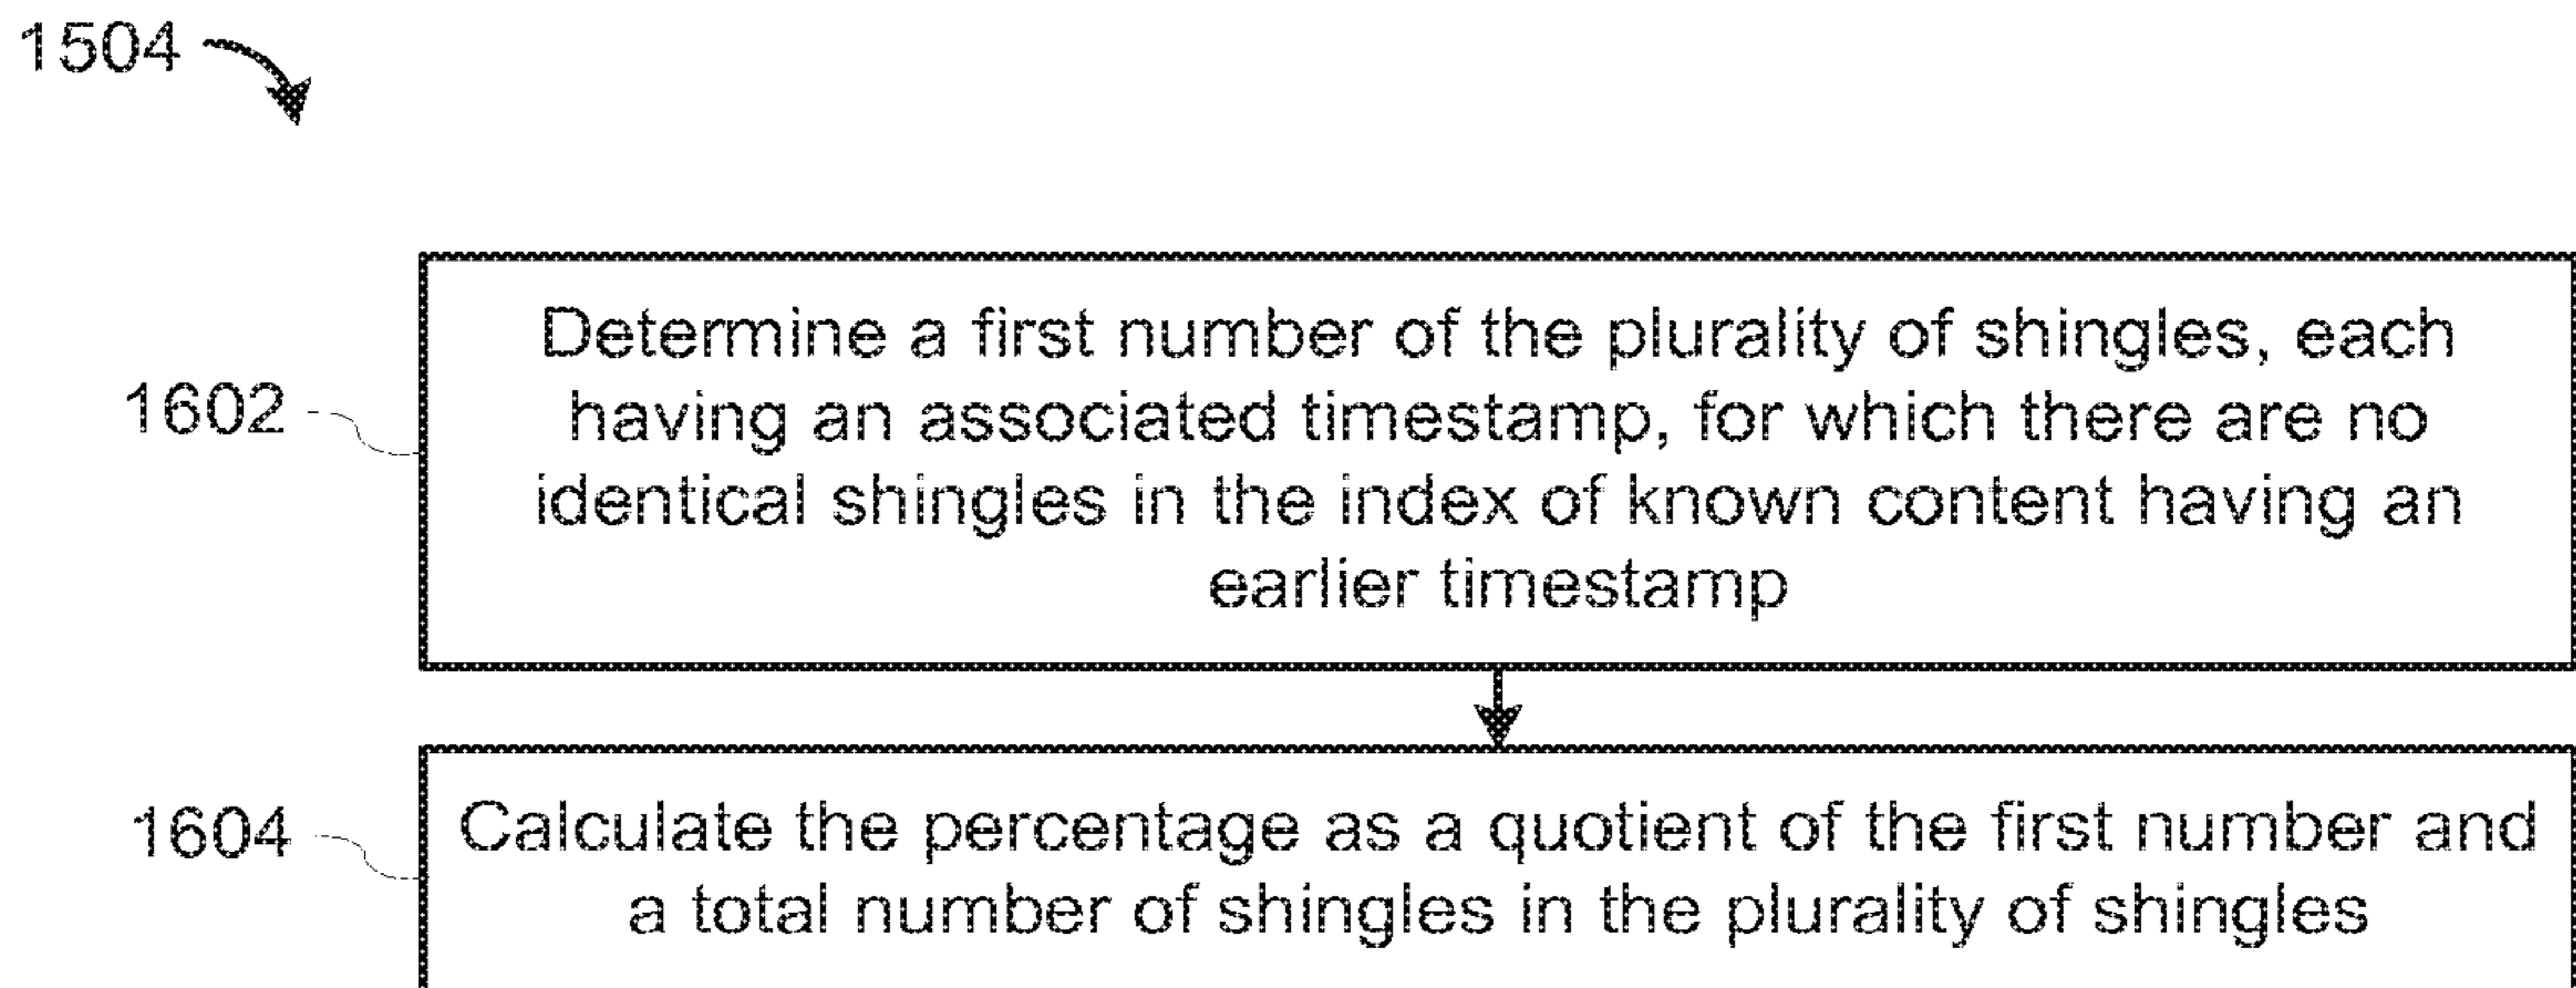 1504
Determine a first number of the plurality of shingles, each
1602
having an associated timestamp, for which there are no
identical shingles in the index of known content having an
earlier timestamp
1604
Calculate the percentage as a quotient of the first number and
a total number of shingles in the plurality of shingles